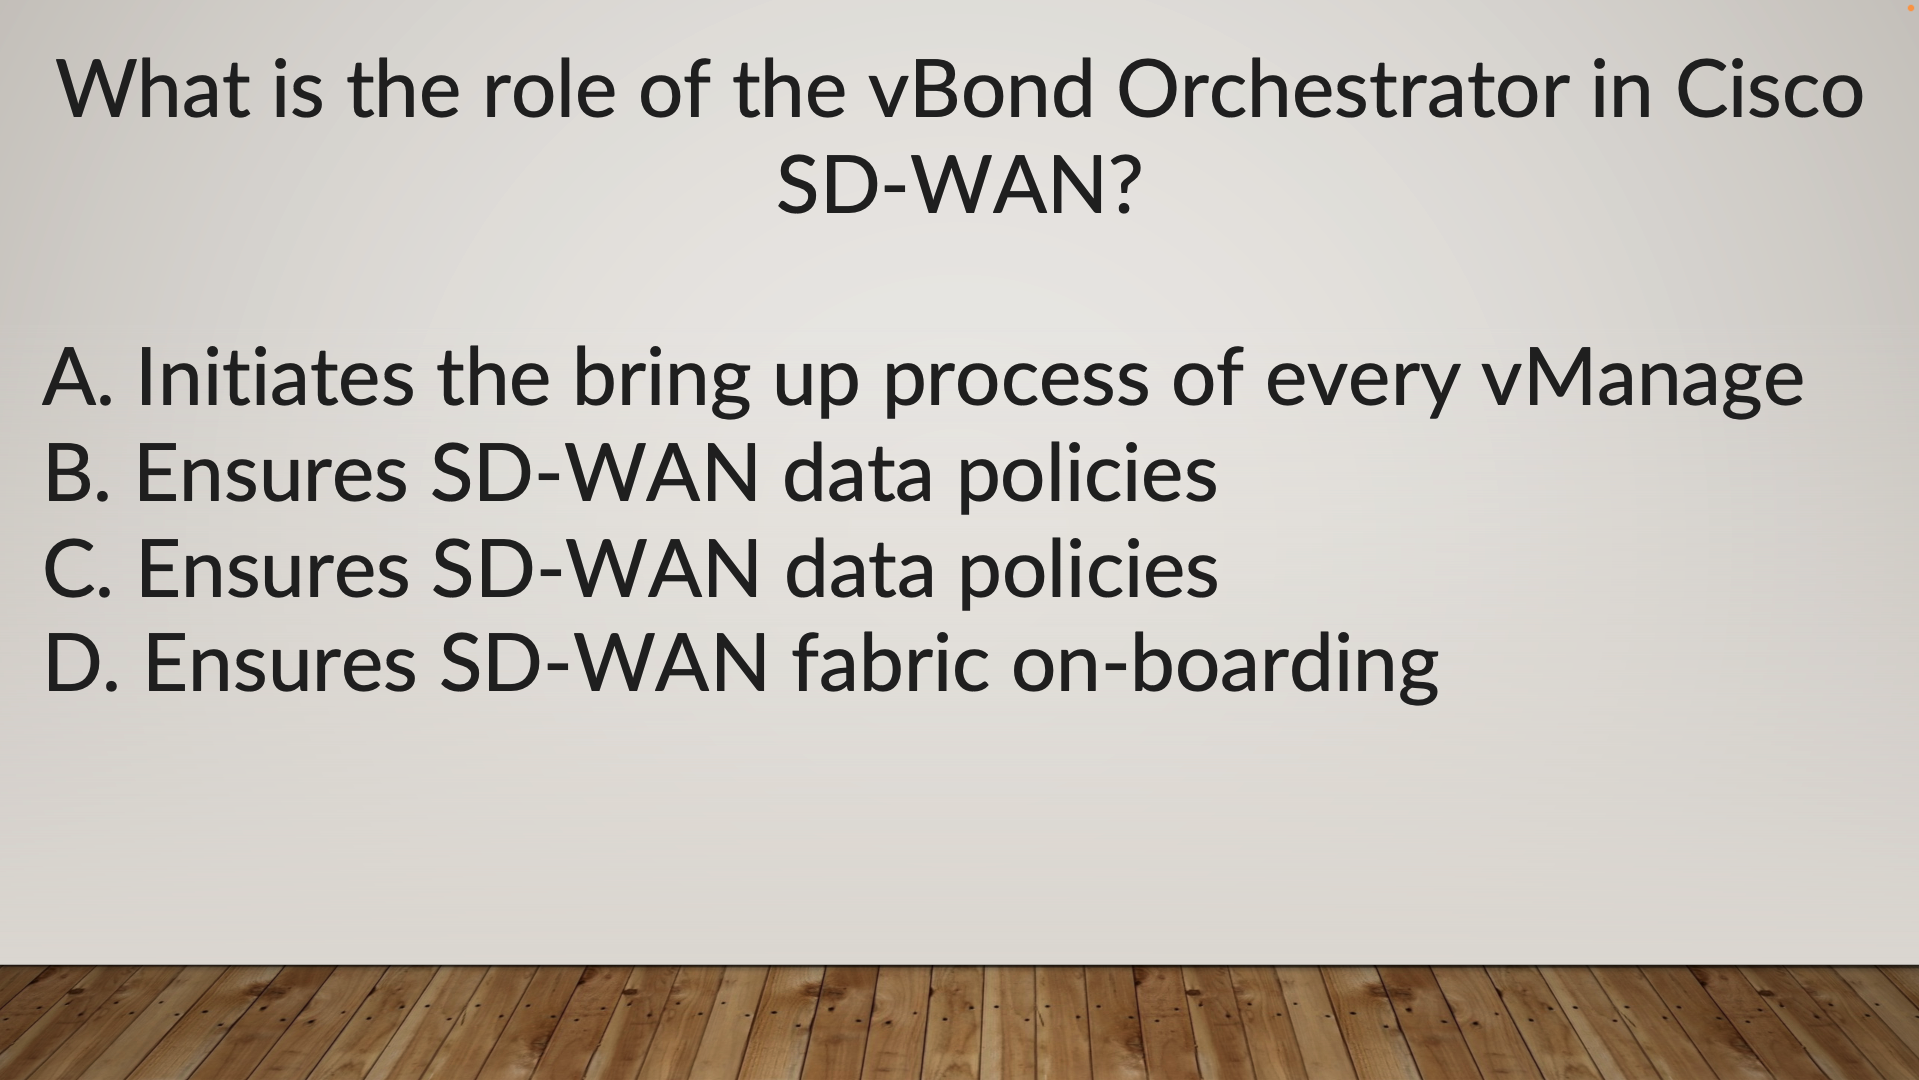 What is the role of the vBond Orchestrator in Cisco
SD-WAN?
A. Initiates the bring up process of every vManage
B. Ensures SD-WAN data policies
C. Ensures SD-WAN data policies
D. Ensures SD-WAN fabric on-boarding